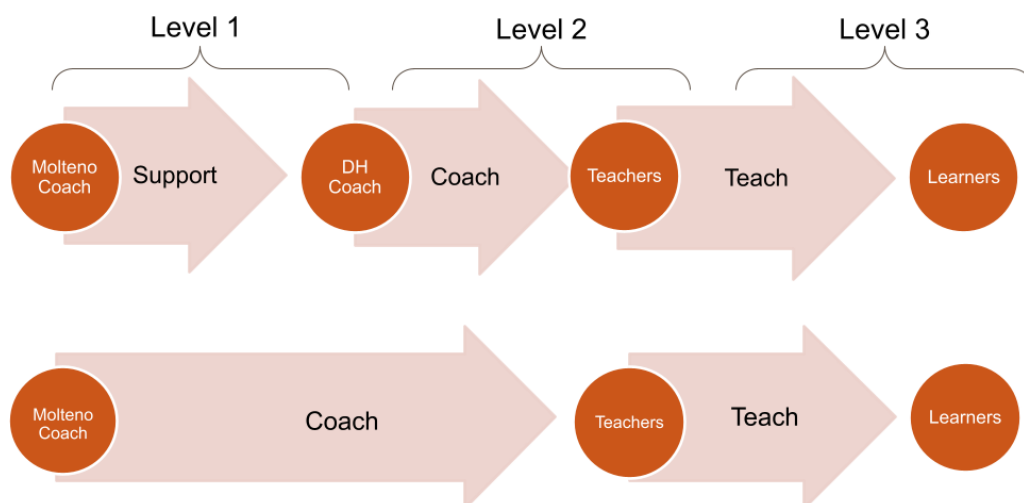 Level 1
Level 2
Level 3
Molteno
Coach
Support
DH
Coach
Coach
Teachers
Teach
Learners
Molteno
Coach
Coach
Teachers
Teach
Learners